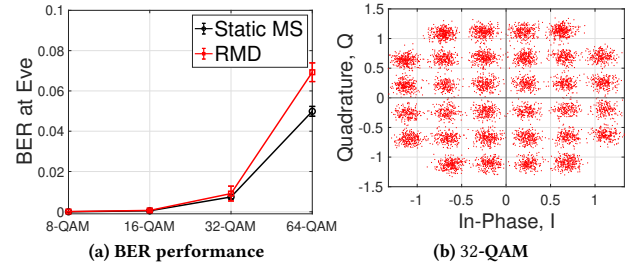 BER at Eve
0.1
0.08
0.06
0.04
0.02
0
8-QAM 16-QAM 32-QAM 64-QAM
Static MS
RMD
(a) BER performance
Quadrature, Q
1.5
1
0.5
0
-0.5
-1
-1.5
-1 -0.5 0 0.5 1
In-Phase, I
(b) 32-QAM